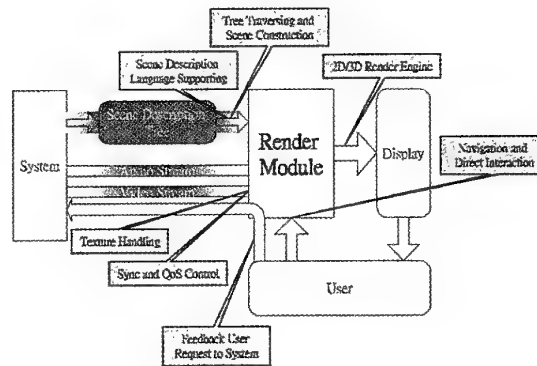 Tree Traversing and
Scene Construction
Scene Description
Language Supporting
2D/3D Render Engine
Scene Description
System
Render
Module
Display
Navigation and
Direct Interaction
Audio Stream
Video Stream
Texture Handling
Sync and QoS Control
User
Feedback User
Request to System